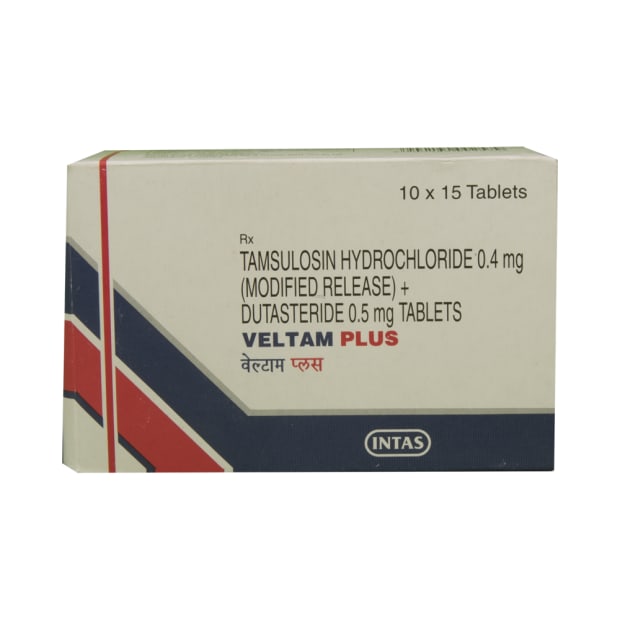 10 x 15 Tablets
Rx
TAMSULOSIN HYDROCHLORIDE 0.4 mg
(MODIFIED RELEASE) +
DUTASTERIDE 0.5 mg TABLETS
VELTAM PLUS
वेल्टाम प्लस
INTAS